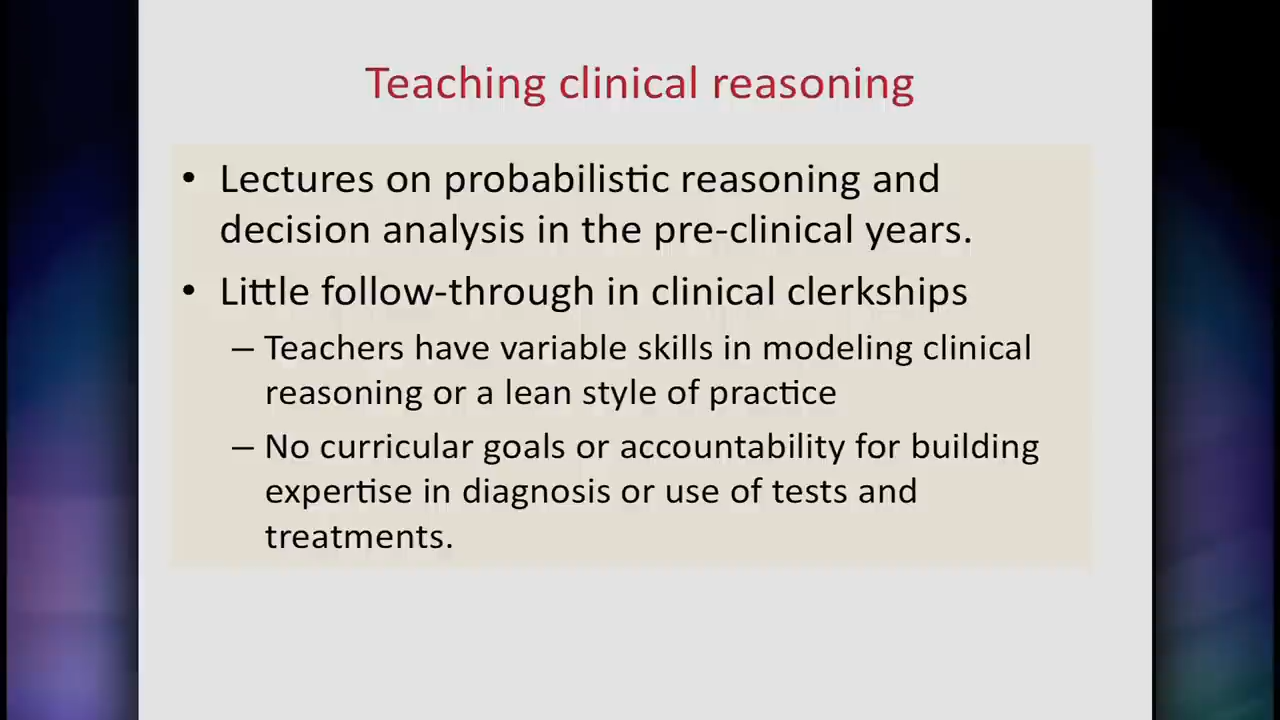 Teaching clinical reasoning
• Lectures on probabilistic reasoning and
decision analysis in the pre-clinical years.
• Little follow-through in clinical clerkships
– Teachers have variable skills in modeling clinical
reasoning or a lean style of practice
– No curricular goals or accountability for building
expertise in diagnosis or use of tests and
treatments.